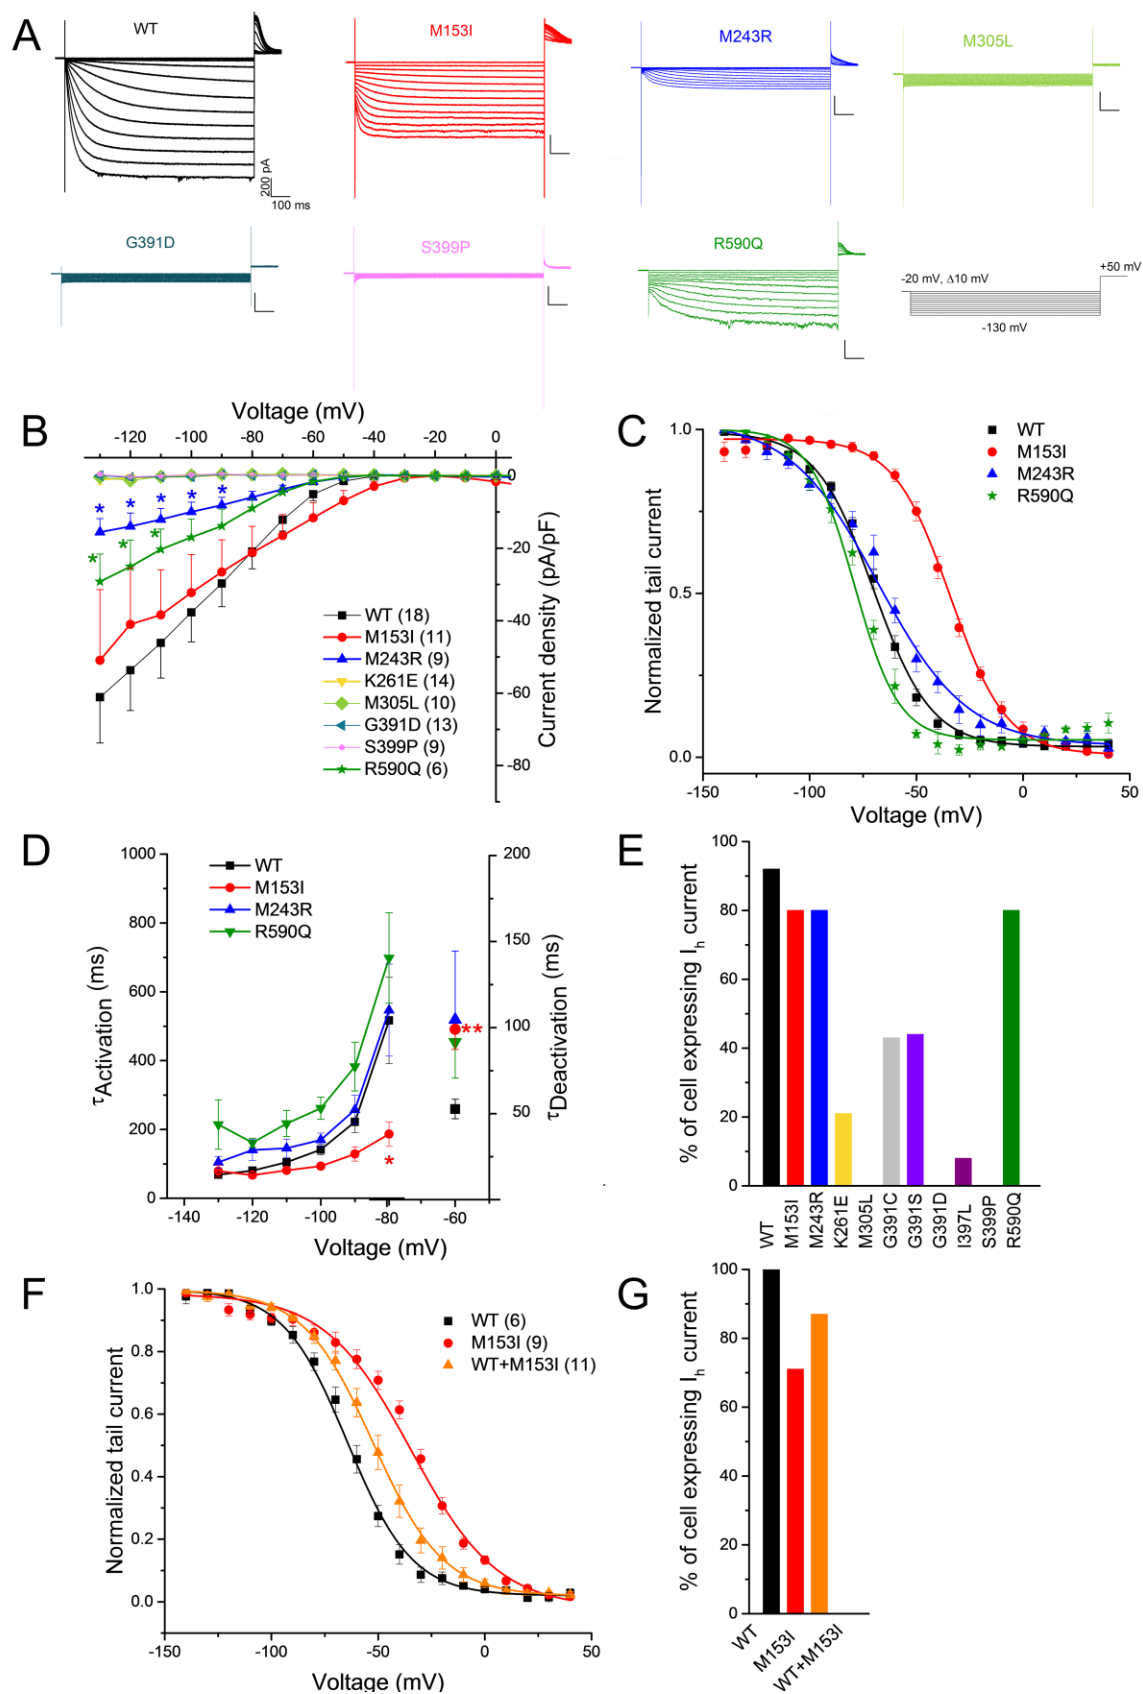 A
WT
M153I
M243R
M305L
200 pA
100 ms
G391D
S399P
R590Q
+50 mV
-20 mV, Δ10 mV
-130 mV
B
Voltage (mV)
-120 -100 -80 -60 -40 -20 0
0
-20
-40
-60
-80
Current density (pA/pF)
* * * * *
* * *
WT (18)
M153I (11)
M243R (9)
K261E (14)
M305L (10)
G391D (13)
S399P (9)
R590Q (6)
C
Normalized tail current
1.0
0.5
0.0
WT
M153I
M243R
R590Q
-150 -100 -50 0 50
Voltage (mV)
D
τActivation (ms)
1000
800
600
400
200
0
WT
M153I
M243R
R590Q
200
150
100
50
0
τDeactivation (ms)
**
*
-140 -120 -100 -80 -60
Voltage (mV)
E
% of cell expressing Ih current
100
80
60
40
20
0
WT
M153I
M243R
K261E
M305L
G391C
G391S
G391D
I397L
S399P
R590Q
F
Normalized tail current
1.0
0.8
0.6
0.4
0.2
0.0
WT (6)
M153I (9)
WT+M153I (11)
-150 -100 -50 0 50
Voltage (mV)
G
% of cell expressing Ih current
100
80
60
40
20
0
WT
M153I
WT+M153I